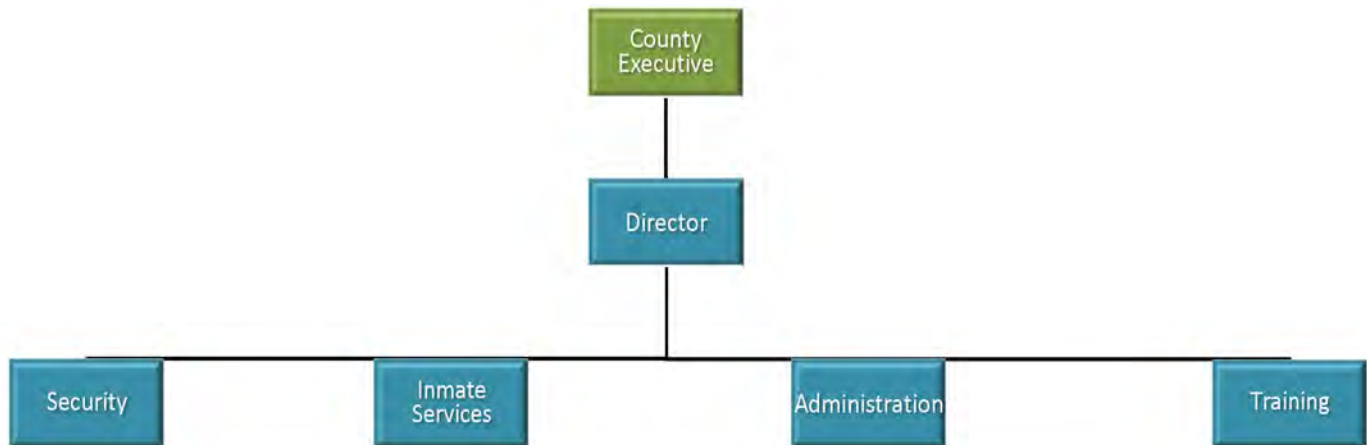 County
Executive
Director
Security
Inmate
Services
Administration
Training